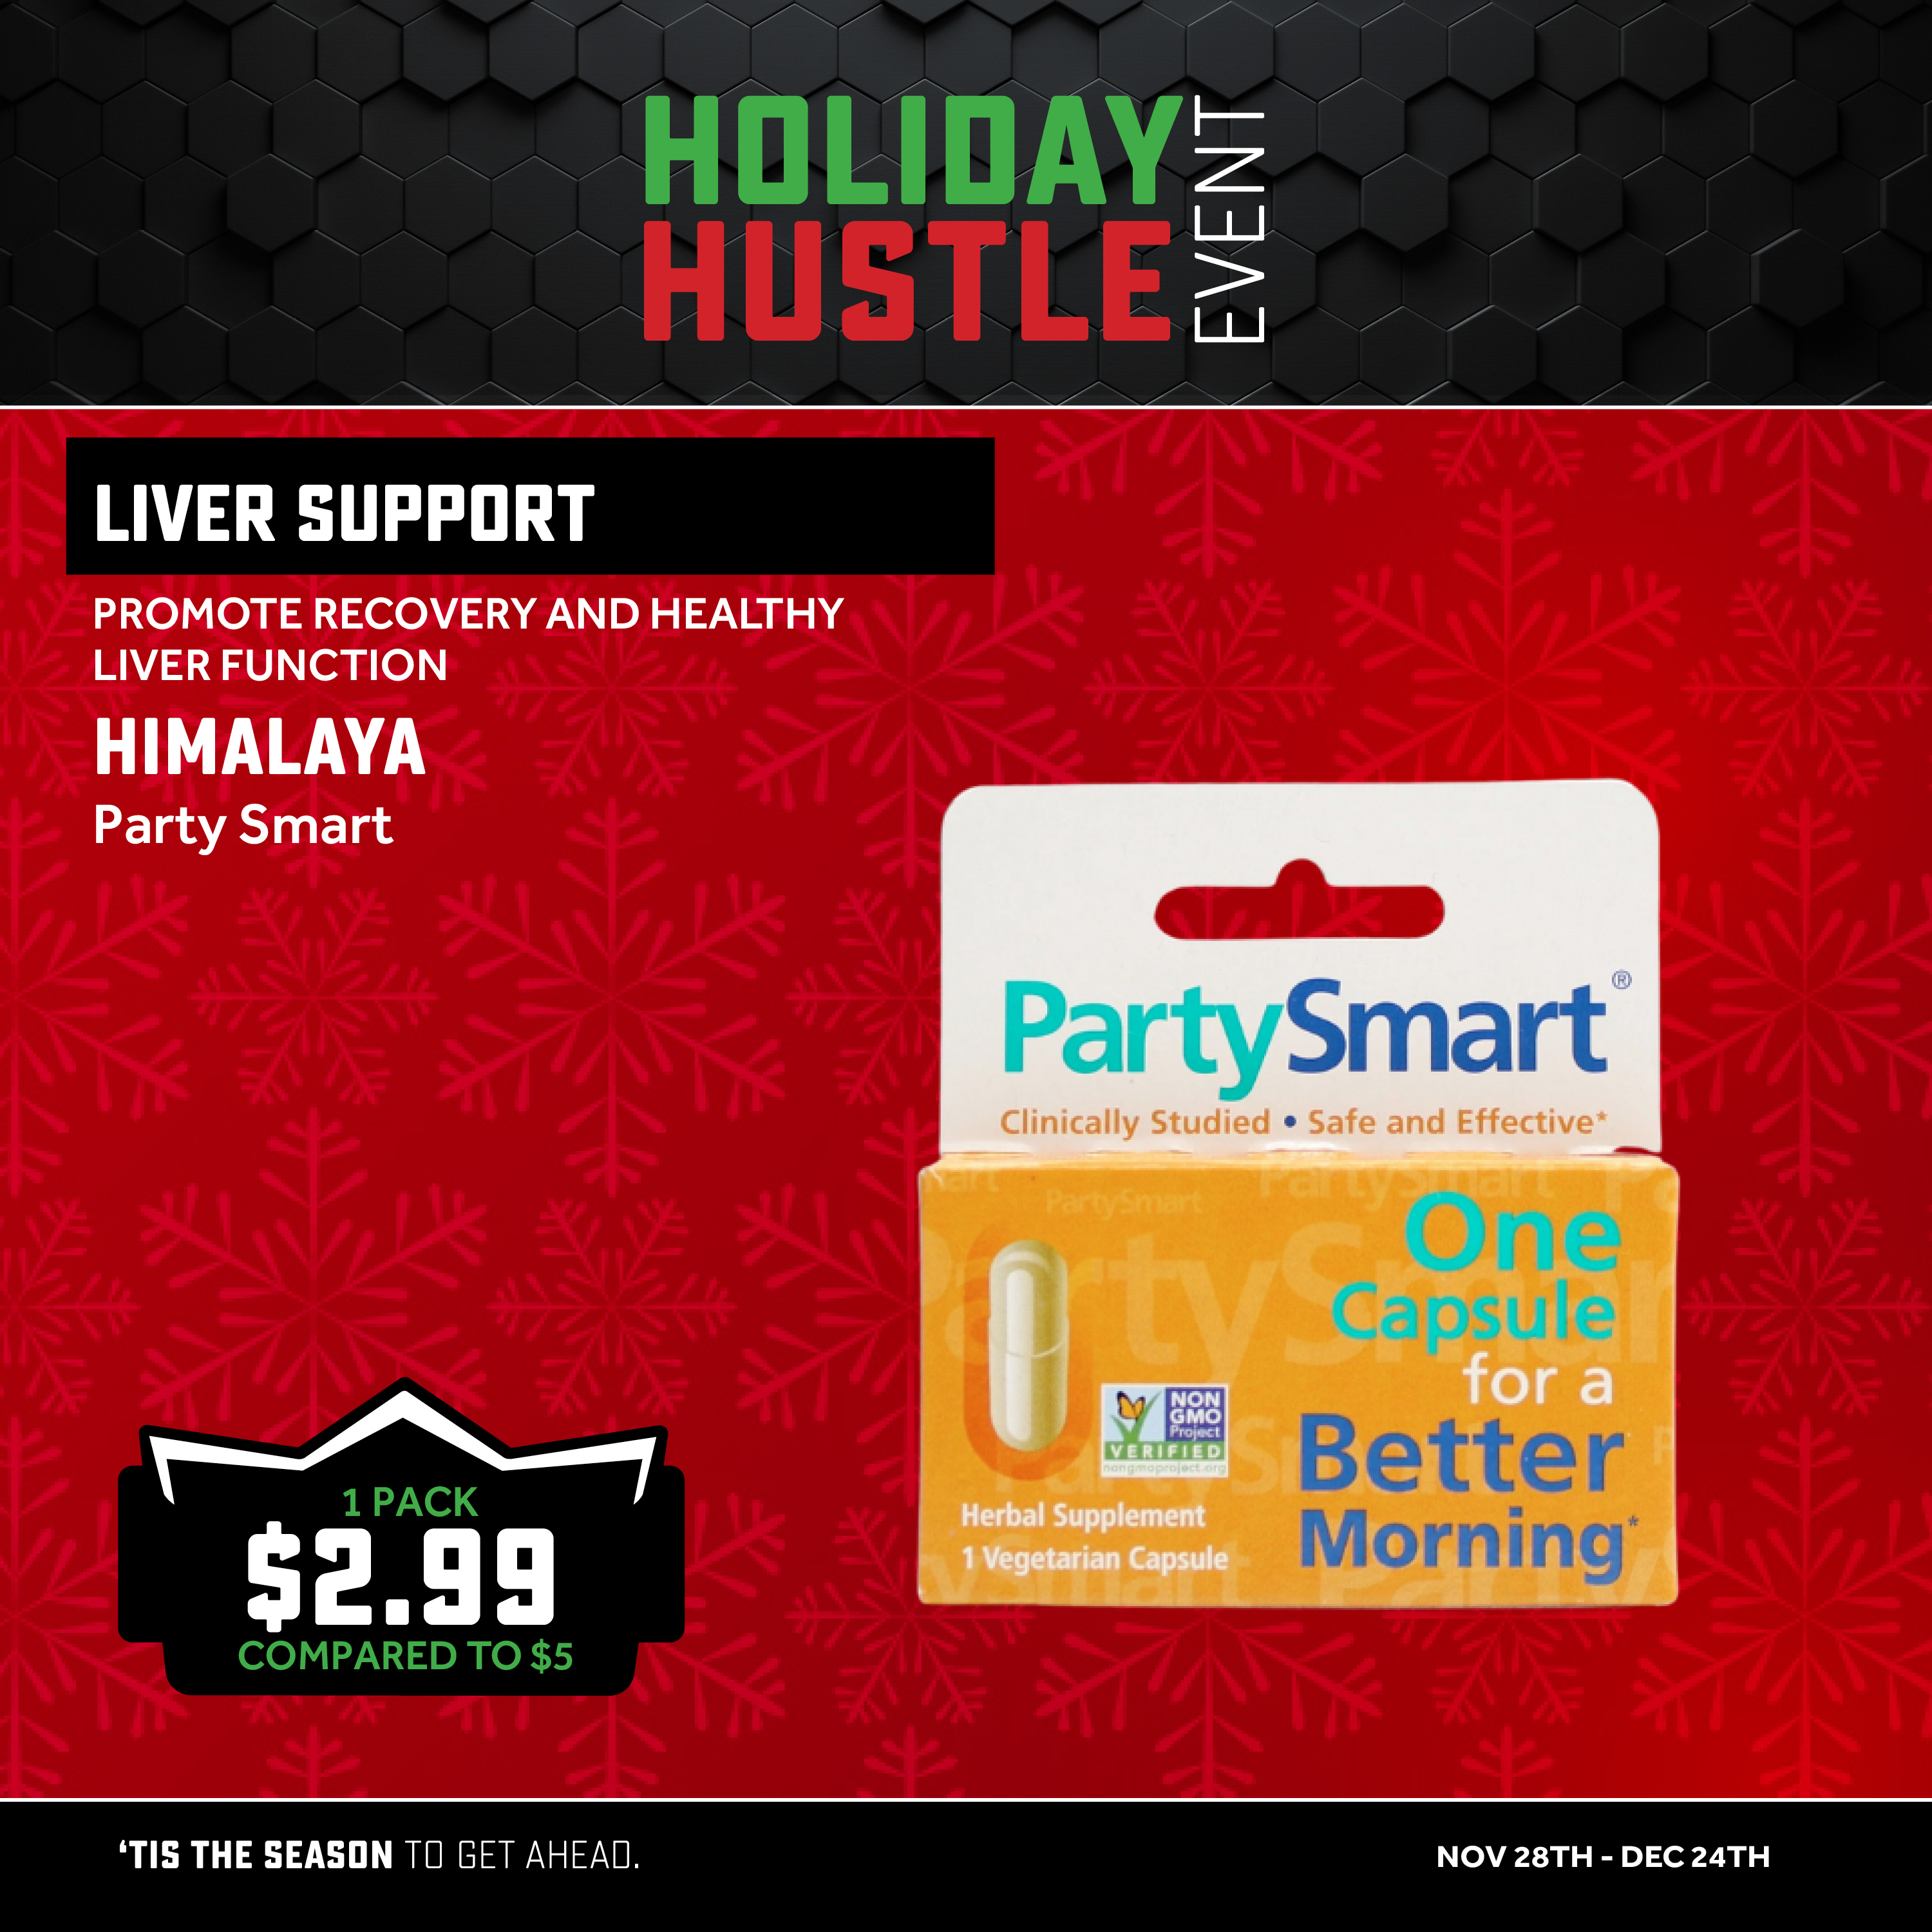 HOLIDAY
HUSTLE
EVENT
LIVER SUPPORT
PROMOTE RECOVERY AND HEALTHY
LIVER FUNCTION
HIMALAYA
Party Smart
PartySmart®
Clinically Studied • Safe and Effective*
PartySmart
One
Capsule
for a
Better
Morning*
NON
GMO
Project
VERIFIED
nongmoproject.org
Herbal Supplement
1 Vegetarian Capsule
1 PACK
$2.99
COMPARED TO $5
‘TIS THE SEASON TO GET AHEAD.
NOV 28TH - DEC 24TH